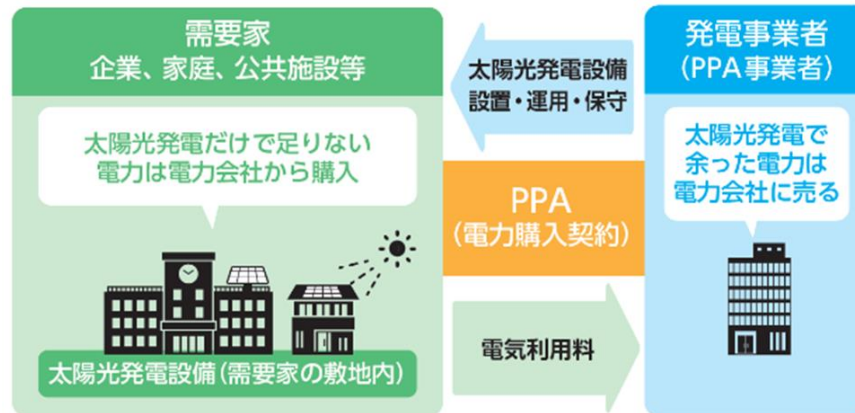 需要家
企業、家庭、公共施設等
太陽光発電だけで足りない
電力は電力会社から購入
太陽光発電設備(需要家の敷地内)
太陽光発電設備
設置・運用・保守
PPA
(電力購入契約)
電気利用料
発電事業者
(PPA事業者)
太陽光発電で
余った電力は
電力会社に売る